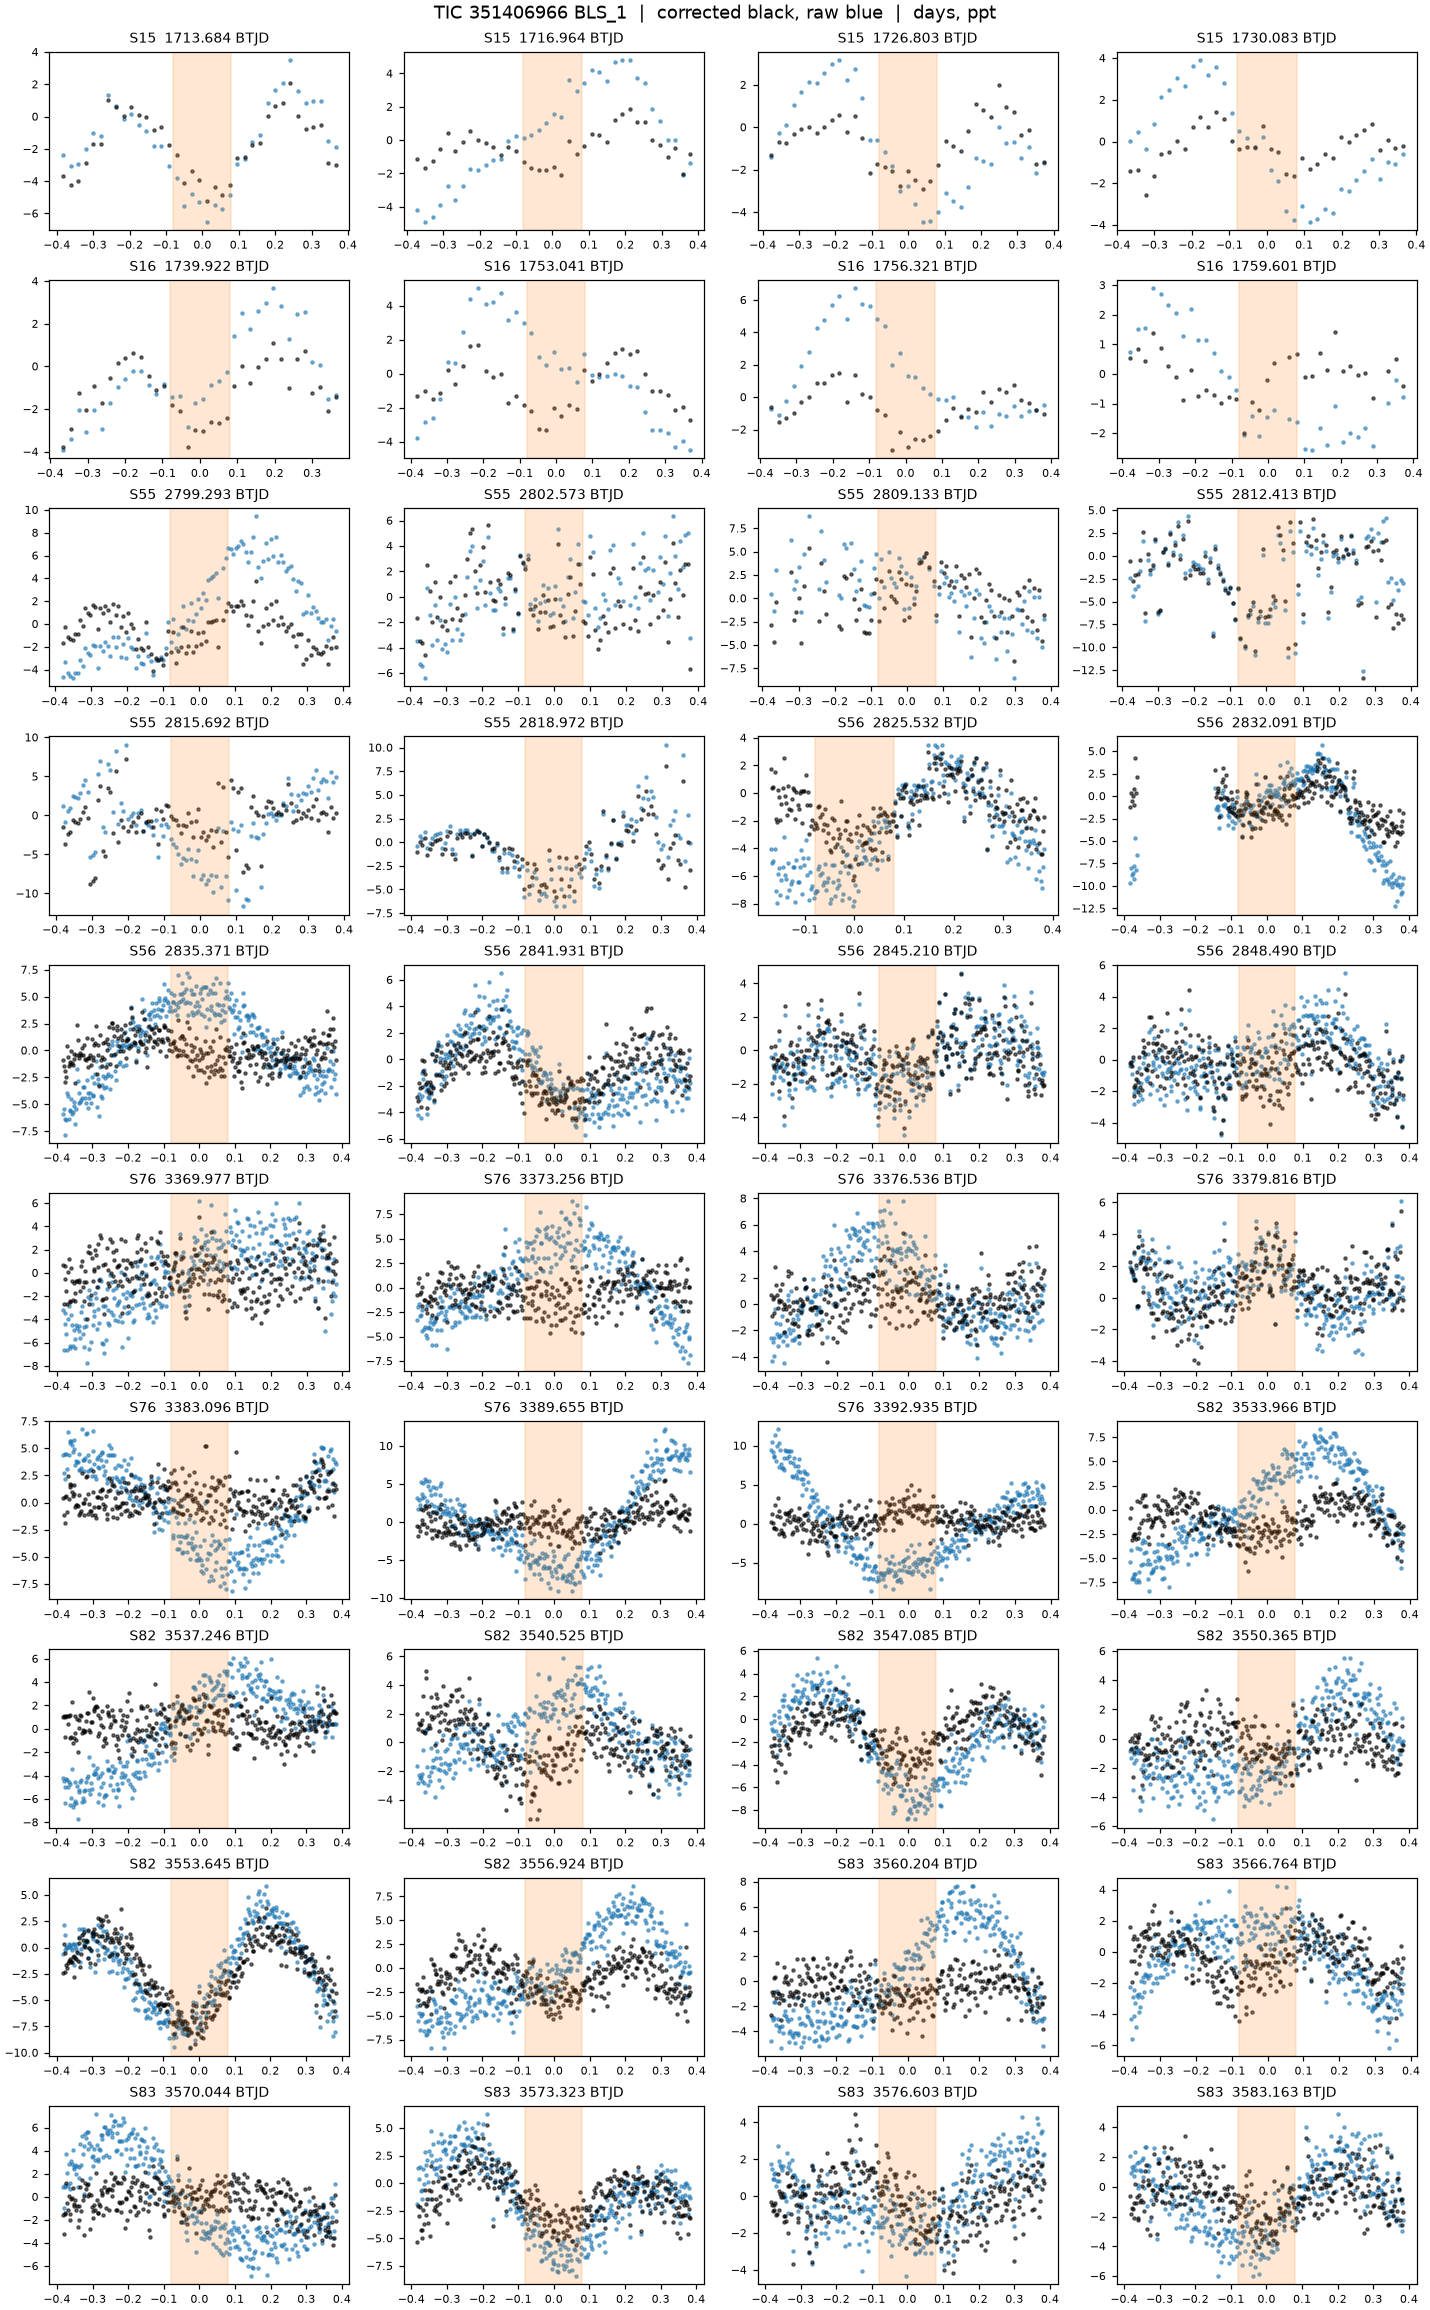 TIC 351406966 BLS_1 | corrected black, raw blue | days, ppt
S15 1713.684 BTJD
S15 1716.964 BTJD
S15 1726.803 BTJD
S15 1730.083 BTJD
S16 1739.922 BTJD
S16 1753.041 BTJD
S16 1756.321 BTJD
S16 1759.601 BTJD
S55 2799.293 BTJD
S55 2802.573 BTJD
S55 2809.133 BTJD
S55 2812.413 BTJD
S55 2815.692 BTJD
S55 2818.972 BTJD
S56 2825.532 BTJD
S56 2832.091 BTJD
S56 2835.371 BTJD
S56 2841.931 BTJD
S56 2845.210 BTJD
S56 2848.490 BTJD
S76 3369.977 BTJD
S76 3373.256 BTJD
S76 3376.536 BTJD
S76 3379.816 BTJD
S76 3383.096 BTJD
S76 3389.655 BTJD
S76 3392.935 BTJD
S82 3533.966 BTJD
S82 3537.246 BTJD
S82 3540.525 BTJD
S82 3547.085 BTJD
S82 3550.365 BTJD
S82 3553.645 BTJD
S82 3556.924 BTJD
S83 3560.204 BTJD
S83 3566.764 BTJD
S83 3570.044 BTJD
S83 3573.323 BTJD
S83 3576.603 BTJD
S83 3583.163 BTJD